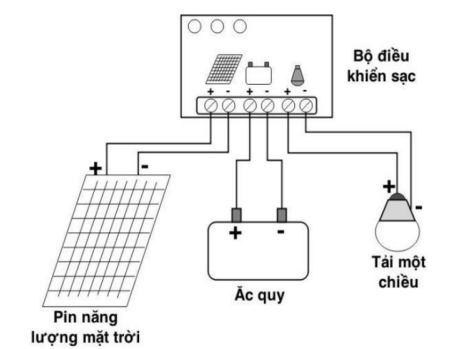 Bộ điều
khiển sạc
+ - + - + -
+ -
+ -
+ -
Tải một
chiều
Ắc quy
Pin năng
lượng mặt trời